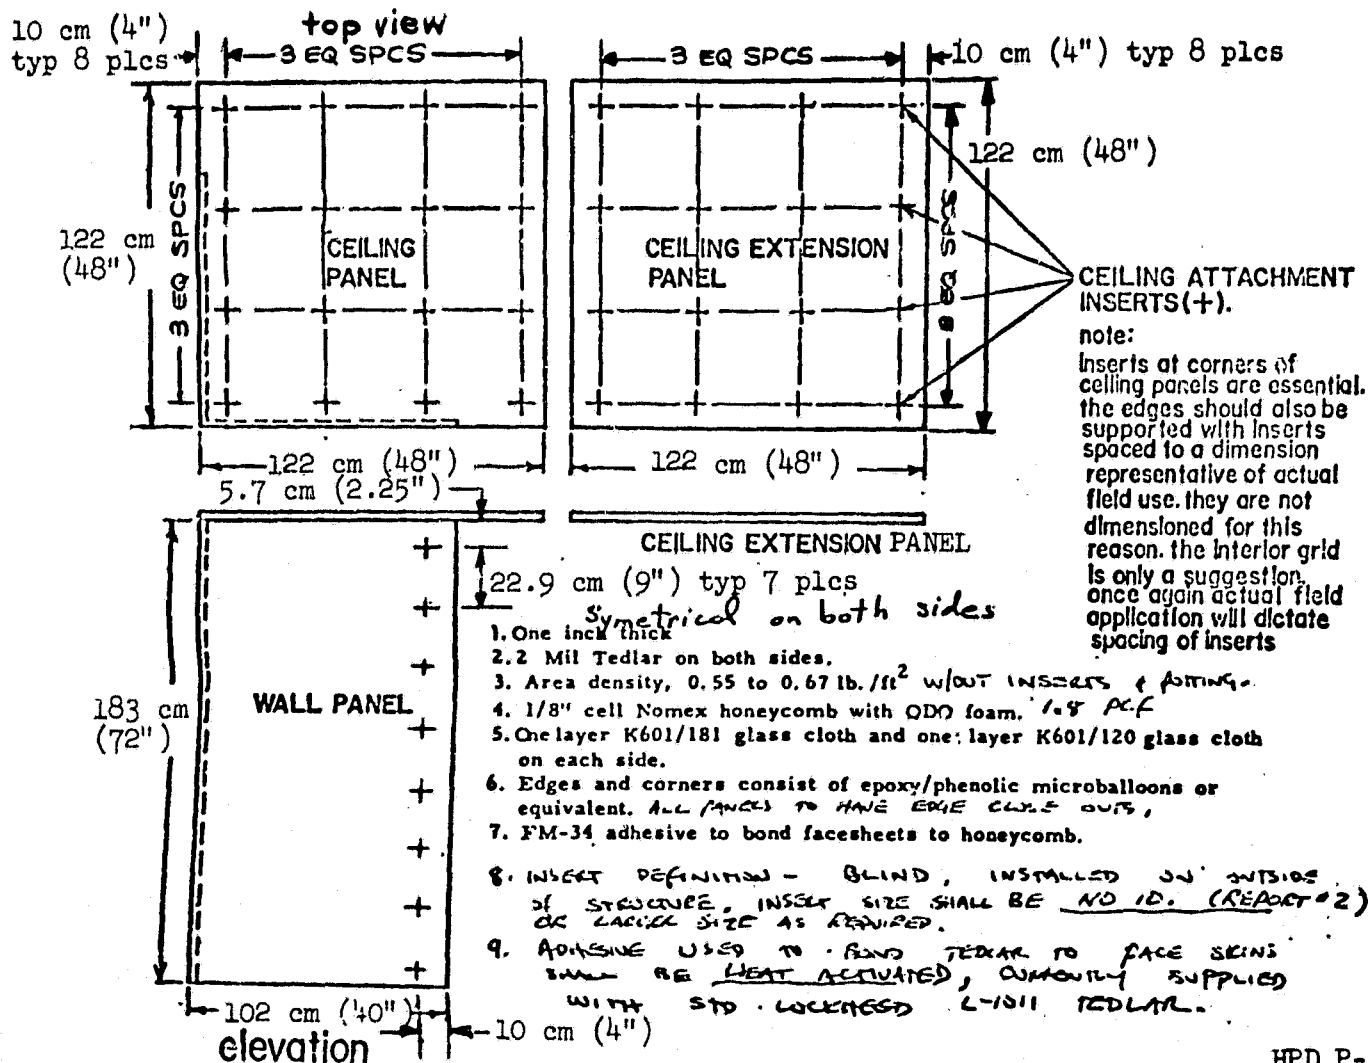 10 cm (4")
typ 8 plcs
top view
3 EQ SPCS
3 EQ SPCS
10 cm (4") typ 8 plcs
122 cm (48")
3 EQ SPCS
122 cm
(48")
CEILING
PANEL
CEILING EXTENSION
PANEL
EQ SPCS
CEILING ATTACHMENT
INSERTS(+).
note:
Inserts at corners of
ceiling panels are essential.
the edges should also be
supported with inserts
spaced to a dimension
representative of actual
field use. they are not
dimensioned for this
reason. the interior grid
is only a suggestion.
once again actual field
application will dictate
spacing of inserts
122 cm (48")
122 cm (48")
5.7 cm (2.25")
CEILING EXTENSION PANEL
22.9 cm (9") typ 7 plcs
Symetrical on both sides
1. One inch thick
2. 2 Mil Tedlar on both sides.
3. Area density, 0.55 to 0.67 lb./ft² W/OUT INSERTS & POTTING.
4. 1/8" cell Nomex honeycomb with QDO foam. 1.8 PCF
5. One layer K601/181 glass cloth and one; layer K601/120 glass cloth
on each side.
6. Edges and corners consist of epoxy/phenolic microballoons or
equivalent. ALL PANELS TO HAVE EDGE CLOSE OUTS,
7. FM-34 adhesive to bond facesheets to honeycomb.
8. INSERT DEFINITION - BLIND, INSTALLED ON OUTSIDE
OF STRUCTURE, INSERT SIZE SHALL BE NO 10. (REPORT #2)
OR LARGER SIZE AS REQUIRED.
9. ADHESIVE USED TO BOND TEDLAR TO FACE SKINS
SHALL BE HEAT ACTIVATED, CURRENTLY SUPPLIED
WITH STD. LOCKHEED L-1011 TEDLAR.
WALL PANEL
183 cm
(72")
102 cm (40")
10 cm (4")
elevation
HPD P-